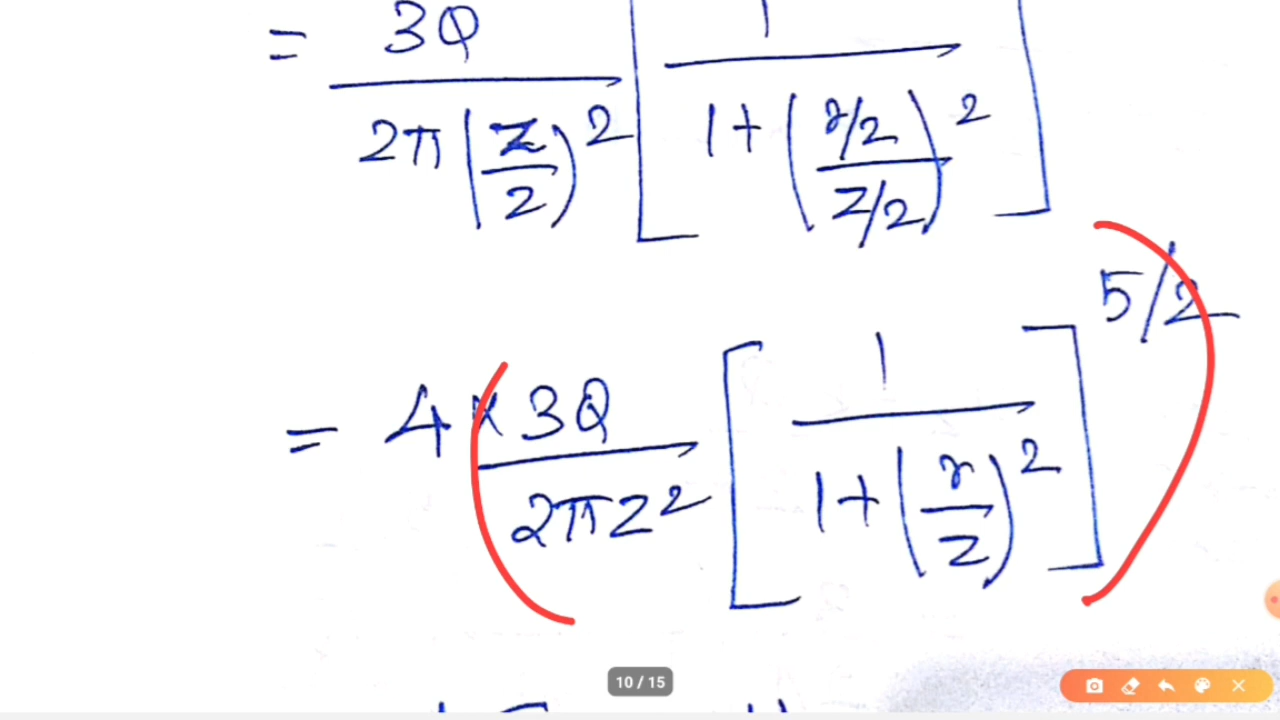 = 3Q / 2π(z/2)² [ 1 / 1+(r/2 / z/2)² ]
= 4 × 3Q / 2πz² [ 1 / 1+(r/z)² ]^5/2
10 / 15